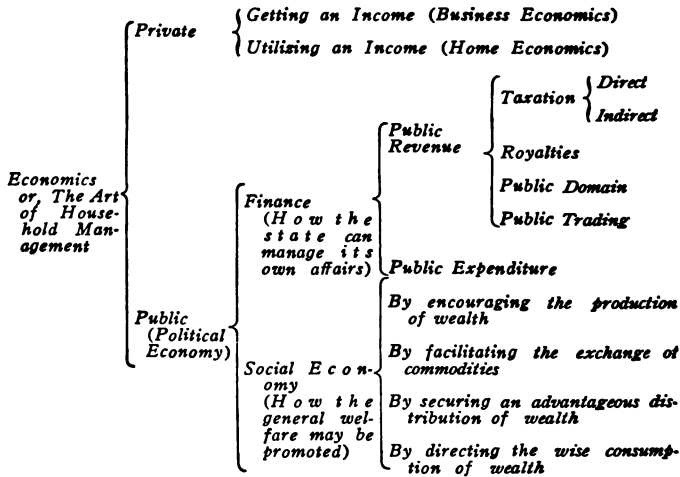 Getting an Income (Business Economics)
Private
Utilizing an Income (Home Economics)
Direct
Taxation
Indirect
Public
Revenue
Royalties
Public Domain
Public Trading
Economics
or, The Art
of House-
hold Man-
agement
Finance
(How the
state can
manage its
own affairs)
Public Expenditure
Public
(Political
Economy)
By encouraging the production
of wealth
By facilitating the exchange of
commodities
Social Econ-
omy
(How the
general wel-
fare may be
promoted)
By securing an advantageous dis-
tribution of wealth
By directing the wise consump-
tion of wealth